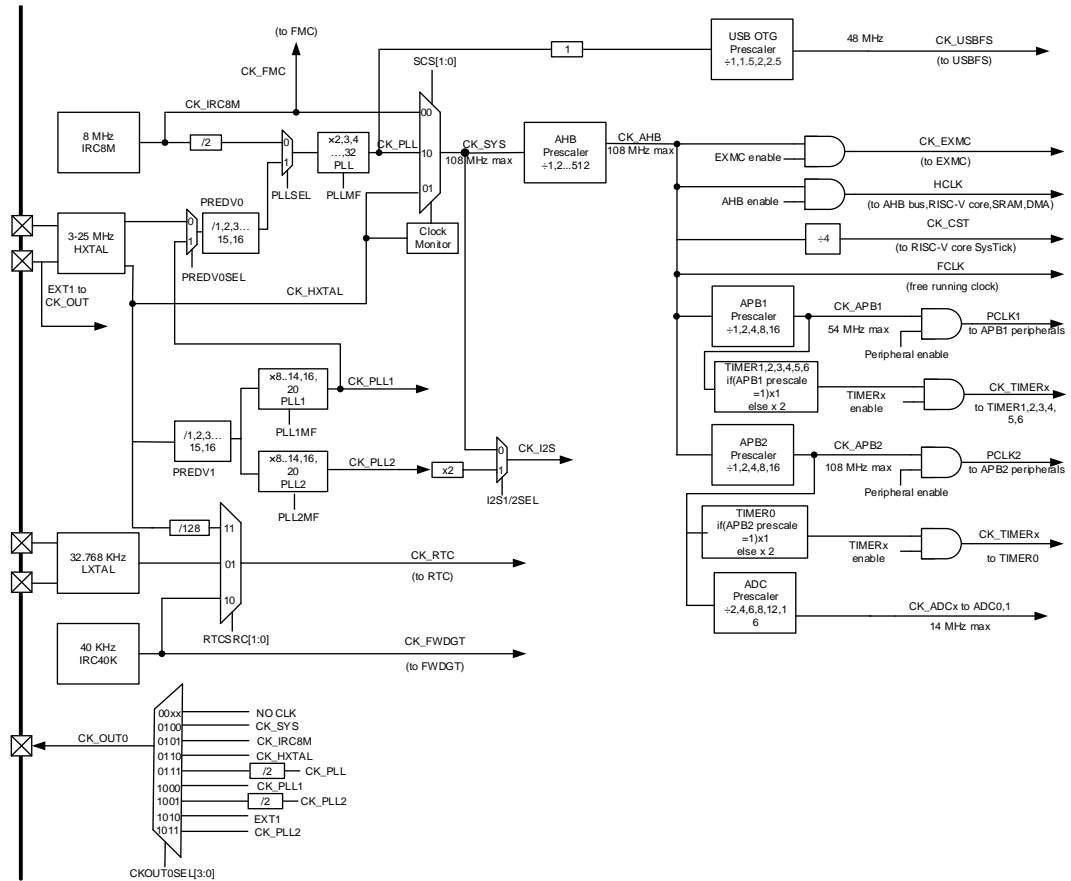 (to FMC)
CK_FMC
SCS[1:0]
CK_IRC8M
8 MHz
IRC8M
/2
0
1
PLLSEL
×2,3,4
…,32
PLL
PLLMF
CK_PLL
00
10
01
CK_SYS
108 MHz max
Clock
Monitor
1
USB OTG
Prescaler
÷1,1.5,2,2.5
48 MHz
CK_USBFS
(to USBFS)
AHB
Prescaler
÷1,2...512
CK_AHB
108 MHz max
EXMC enable
CK_EXMC
(to EXMC)
AHB enable
HCLK
(to AHB bus,RISC-V core,SRAM,DMA)
÷4
CK_CST
(to RISC-V core SysTick)
FCLK
(free running clock)
3-25 MHz
HXTAL
EXT1 to
CK_OUT
PREDV0
0
1
/1,2,3…
15,16
PREDV0SEL
CK_HXTAL
APB1
Prescaler
÷1,2,4,8,16
CK_APB1
54 MHz max
Peripheral enable
PCLK1
to APB1 peripherals
TIMER1,2,3,4,5,6
if(APB1 prescale
=1)x1
else x 2
TIMERx
enable
CK_TIMERx
to TIMER1,2,3,4,
5,6
×8..14,16,
20
PLL1
PLL1MF
CK_PLL1
/1,2,3…
15,16
PREDV1
×8..14,16,
20
PLL2
PLL2MF
CK_PLL2
x2
0
1
CK_I2S
I2S1/2SEL
APB2
Prescaler
÷1,2,4,8,16
CK_APB2
108 MHz max
Peripheral enable
PCLK2
to APB2 peripherals
TIMER0
if(APB2 prescale
=1)x1
else x 2
TIMERx
enable
CK_TIMERx
to TIMER0
ADC
Prescaler
÷2,4,6,8,12,1
6
CK_ADCx to ADC0,1
14 MHz max
/128
11
01
10
32.768 KHz
LXTAL
CK_RTC
(to RTC)
RTCSRC[1:0]
40 KHz
IRC40K
CK_FWDGT
(to FWDGT)
CK_OUT0
00xx
NO CLK
0100
CK_SYS
0101
CK_IRC8M
0110
CK_HXTAL
0111
/2
CK_PLL
1000
CK_PLL1
1001
/2
CK_PLL2
1010
EXT1
1011
CK_PLL2
CKOUT0SEL[3:0]